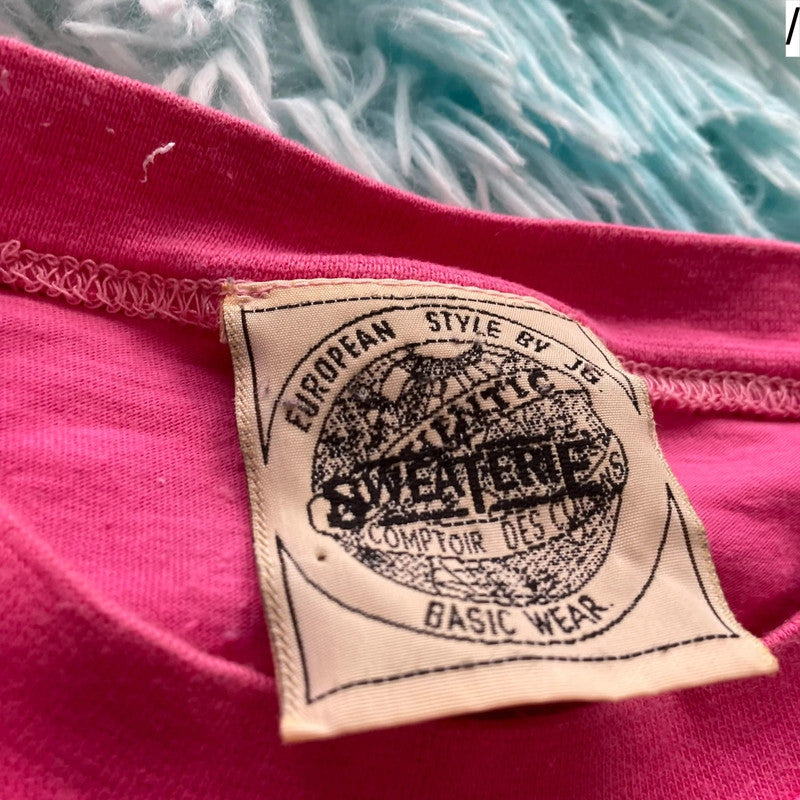 EUROPEAN STYLE BY JG.
SWEATERIE
COMPTOIR DES
BASIC WEAR.
/